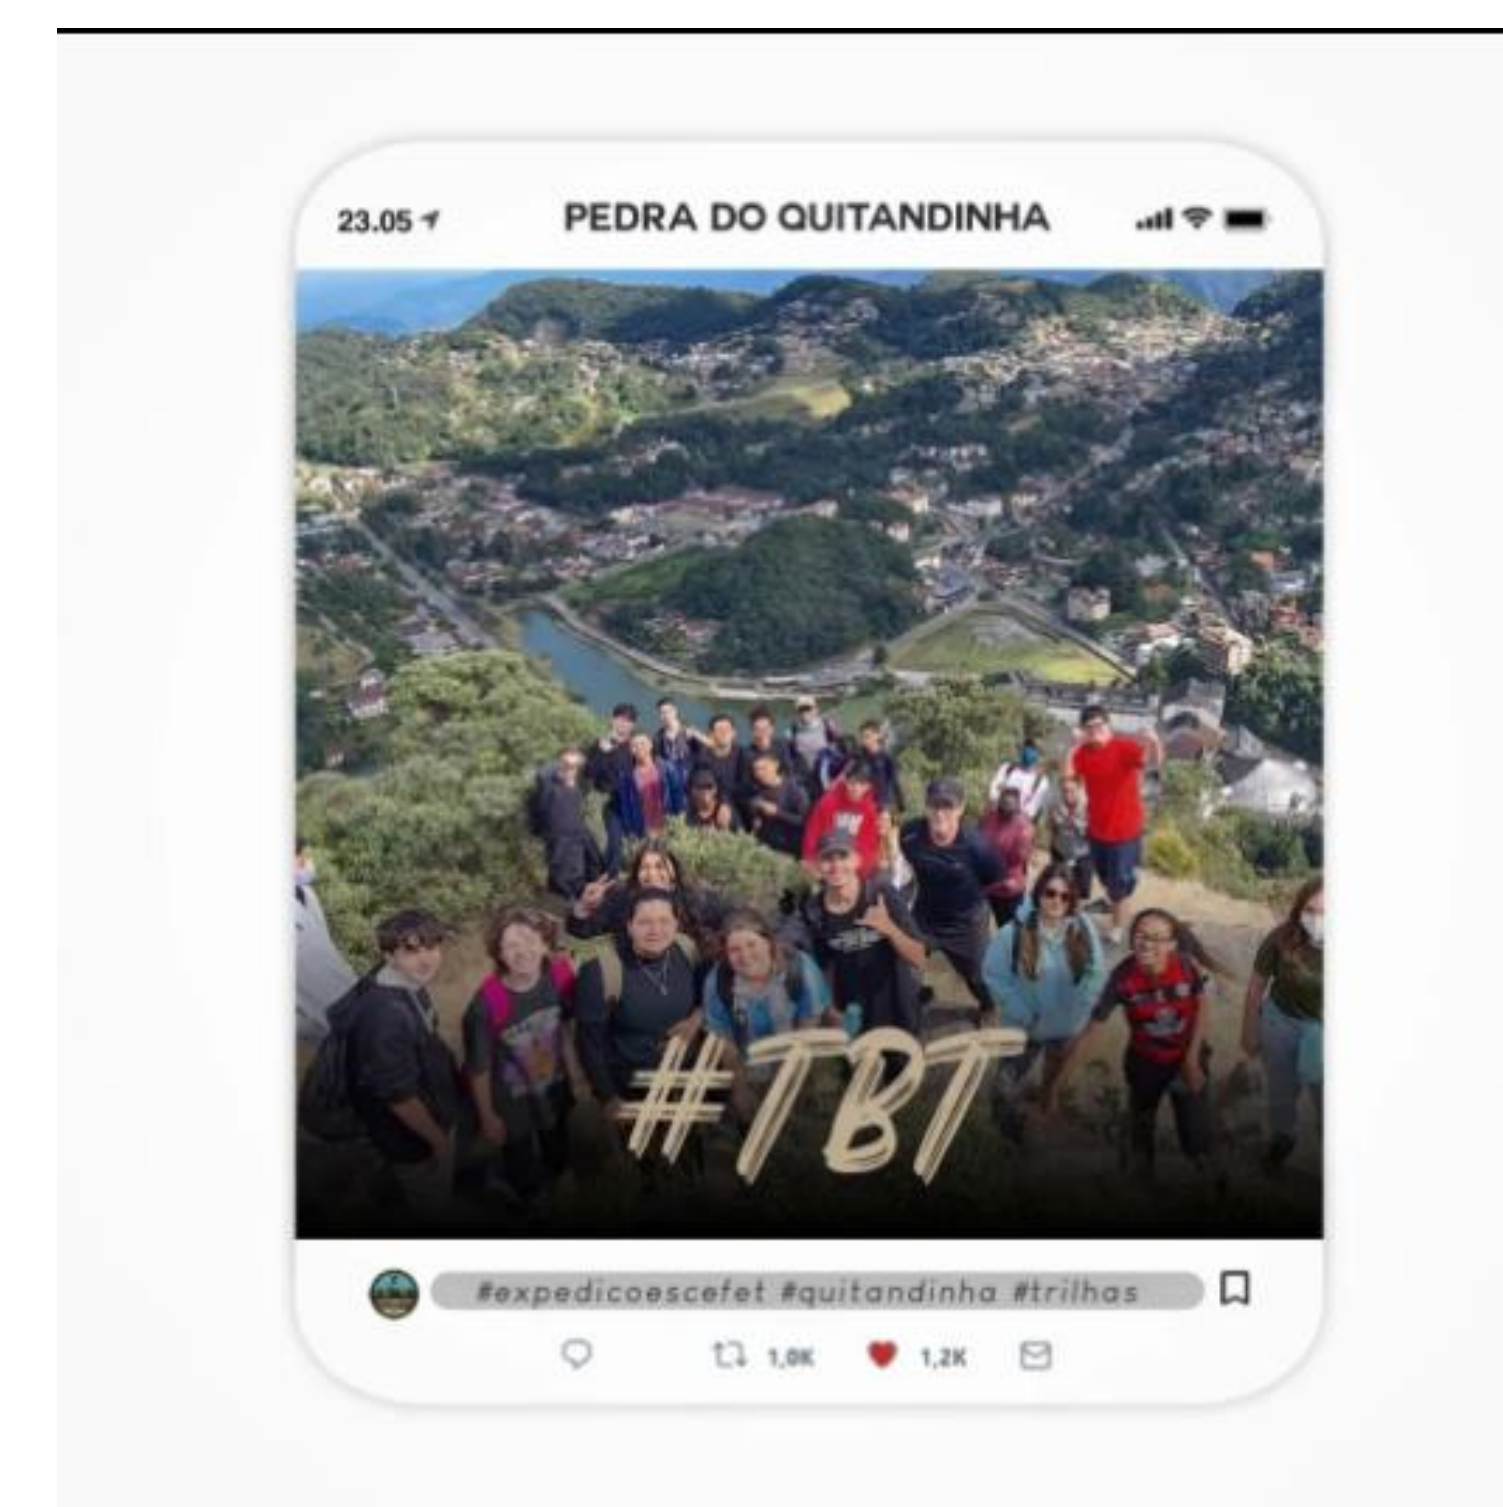 23.05
PEDRA DO QUITANDINHA
#TBT
#expedicoescefet #quitandinha #trilhas
1,0K
1,2K